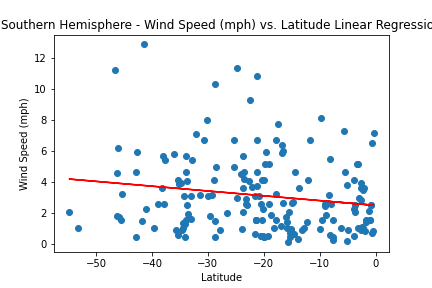 Southern Hemisphere - Wind Speed (mph) vs. Latitude Linear Regressio
12
10
8
6
4
2
0
Wind Speed (mph)
−50 −40 −30 −20 −10 0
Latitude